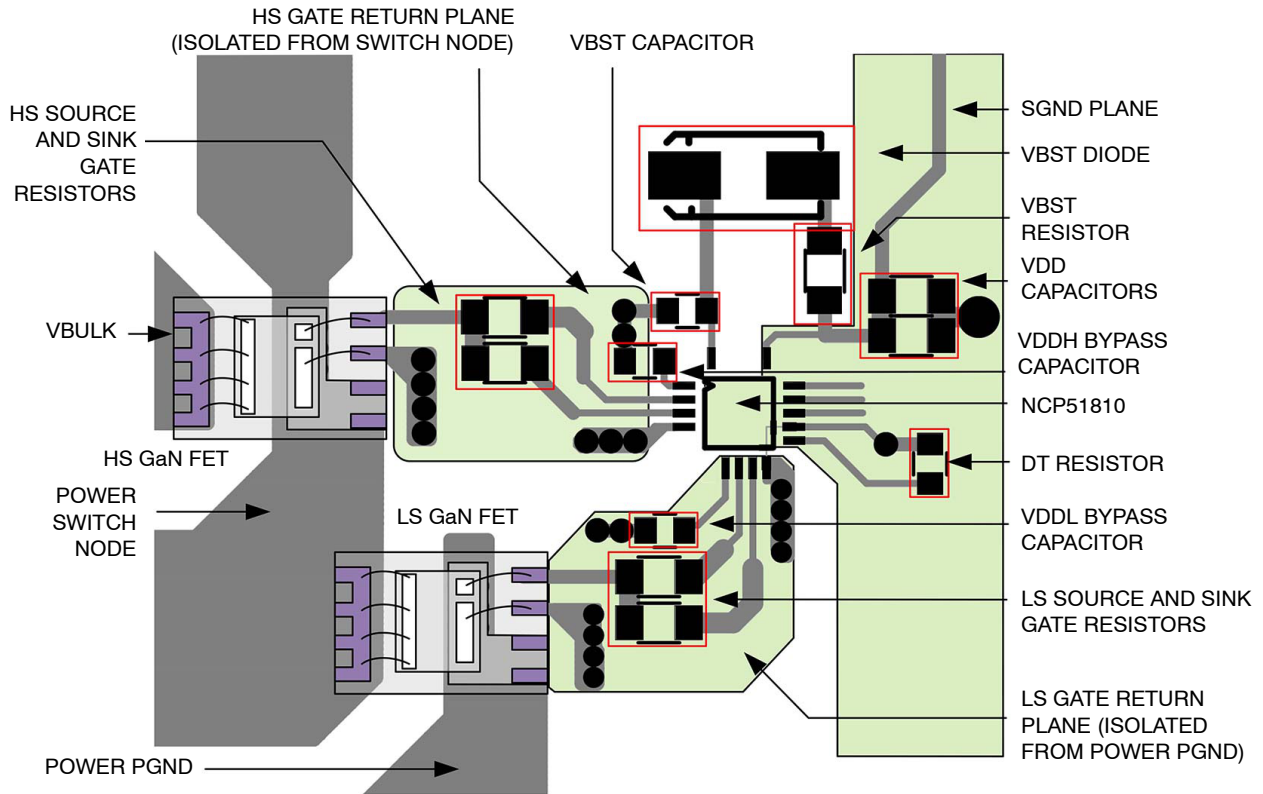 HS GATE RETURN PLANE
(ISOLATED FROM SWITCH NODE)
VBST CAPACITOR
HS SOURCE
AND SINK
GATE
RESISTORS
SGND PLANE
VBST DIODE
VBST
RESISTOR
VDD
CAPACITORS
VBULK
VDDH BYPASS
CAPACITOR
NCP51810
HS GaN FET
DT RESISTOR
POWER
SWITCH
NODE
LS GaN FET
VDDL BYPASS
CAPACITOR
LS SOURCE AND SINK
GATE RESISTORS
LS GATE RETURN
PLANE (ISOLATED
FROM POWER PGND)
POWER PGND